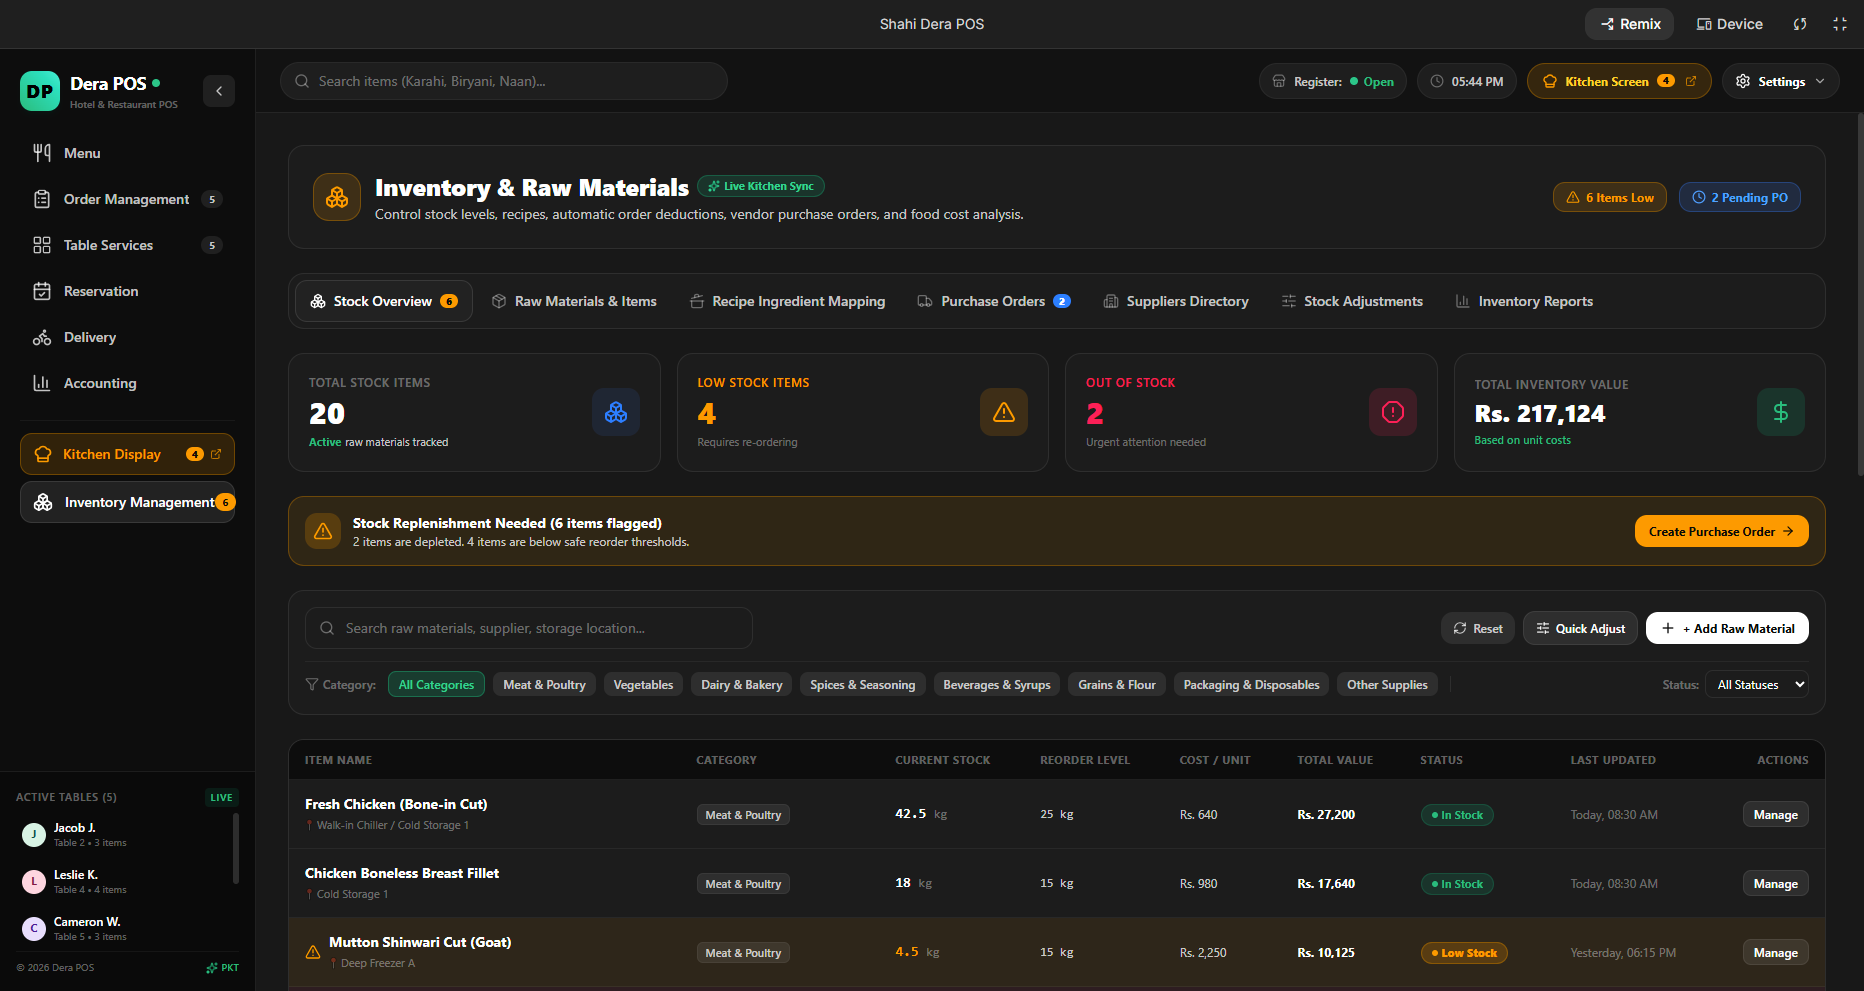 Shahi Dera POS
Remix
Device
DP
Dera POS
Hotel & Restaurant POS
Search items (Karahi, Biryani, Naan)...
Register: Open
05:44 PM
Kitchen Screen 4
Settings
Menu
Order Management 5
Table Services 5
Reservation
Delivery
Accounting
Kitchen Display 4
Inventory Management 6
Inventory & Raw Materials
Live Kitchen Sync
Control stock levels, recipes, automatic order deductions, vendor purchase orders, and food cost analysis.
6 Items Low
2 Pending PO
Stock Overview 6
Raw Materials & Items
Recipe Ingredient Mapping
Purchase Orders 2
Suppliers Directory
Stock Adjustments
Inventory Reports
TOTAL STOCK ITEMS
20
Active raw materials tracked
LOW STOCK ITEMS
4
Requires re-ordering
OUT OF STOCK
2
Urgent attention needed
TOTAL INVENTORY VALUE
Rs. 217,124
Based on unit costs
Stock Replenishment Needed (6 items flagged)
2 items are depleted. 4 items are below safe reorder thresholds.
Create Purchase Order
Search raw materials, supplier, storage location...
Reset
Quick Adjust
+ Add Raw Material
Category:
All Categories
Meat & Poultry
Vegetables
Dairy & Bakery
Spices & Seasoning
Beverages & Syrups
Grains & Flour
Packaging & Disposables
Other Supplies
Status:
All Statuses
ITEM NAME CATEGORY CURRENT STOCK REORDER LEVEL COST / UNIT TOTAL VALUE STATUS LAST UPDATED ACTIONS
Fresh Chicken (Bone-in Cut)
Walk-in Chiller / Cold Storage 1
Meat & Poultry 42.5 kg 25 kg Rs. 640 Rs. 27,200 In Stock Today, 08:30 AM Manage
Chicken Boneless Breast Fillet
Cold Storage 1
Meat & Poultry 18 kg 15 kg Rs. 980 Rs. 17,640 In Stock Today, 08:30 AM Manage
Mutton Shinwari Cut (Goat)
Deep Freezer A
Meat & Poultry 4.5 kg 15 kg Rs. 2,250 Rs. 10,125 Low Stock Yesterday, 06:15 PM Manage
ACTIVE TABLES (5) LIVE
J
Jacob J.
Table 2 • 3 items
L
Leslie K.
Table 4 • 4 items
C
Cameron W.
Table 5 • 3 items
© 2026 Dera POS
PKT